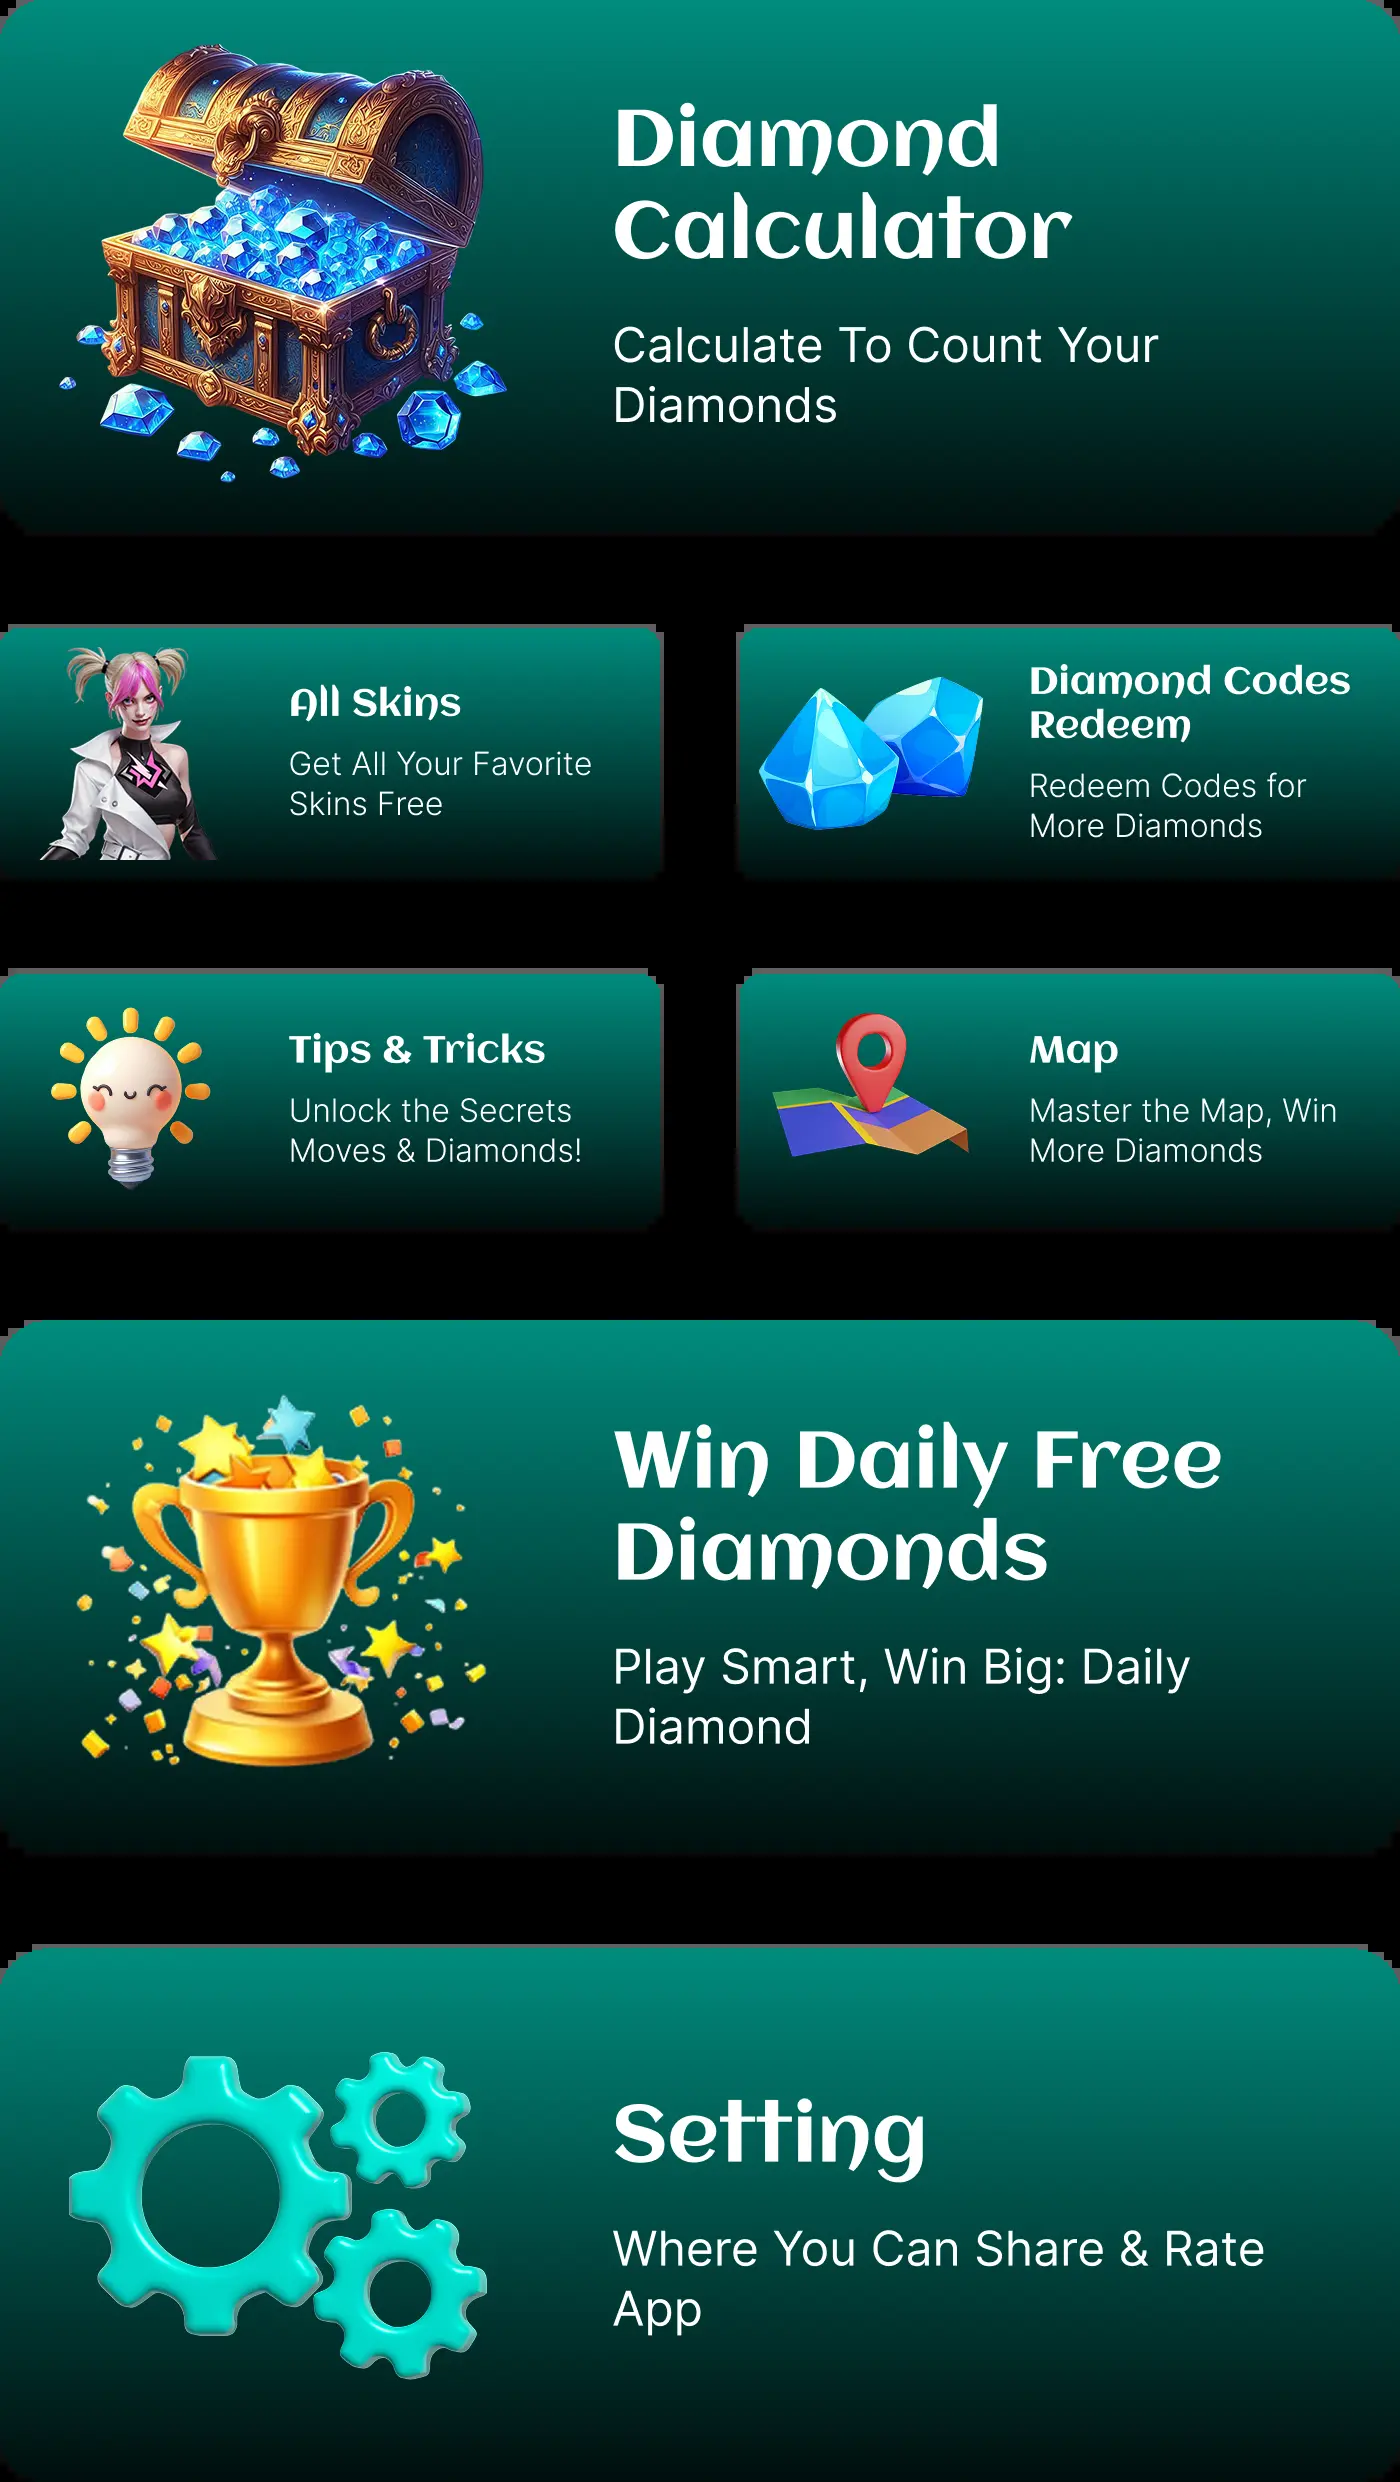 Diamond
Calculator
Calculate To Count Your
Diamonds
All Skins
Get All Your Favorite
Skins Free
Diamond Codes
Redeem
Redeem Codes for
More Diamonds
Tips & Tricks
Unlock the Secrets
Moves & Diamonds!
Map
Master the Map, Win
More Diamonds
Win Daily Free
Diamonds
Play Smart, Win Big: Daily
Diamond
Setting
Where You Can Share & Rate
App